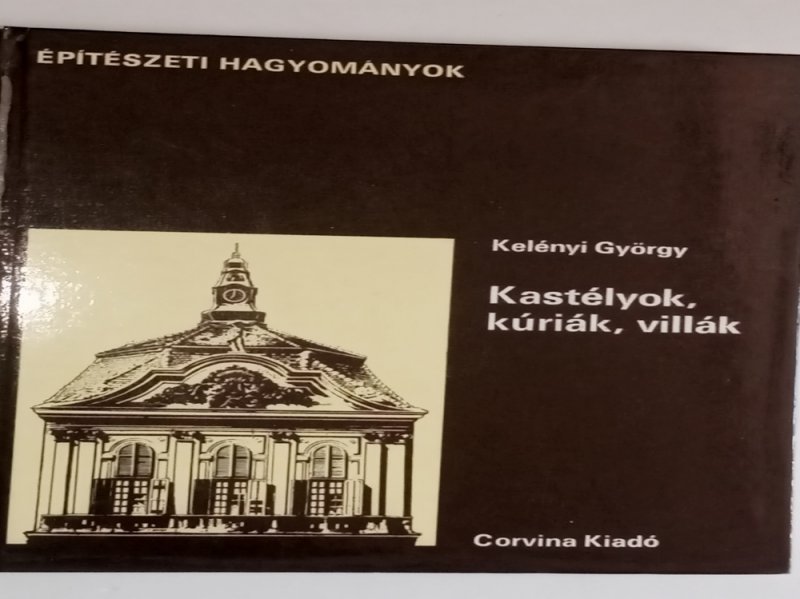 ÉPÍTÉSZETI HAGYOMÁNYOK
Kelényi György
Kastélyok,
kúriák, villák
Corvina Kiadó